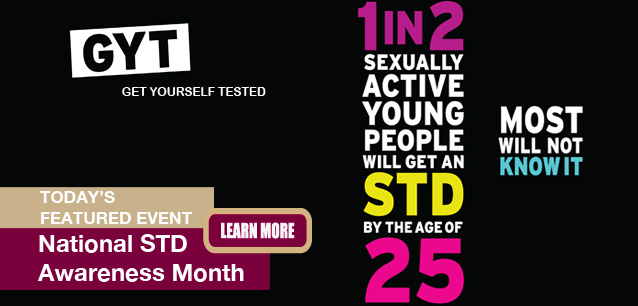 GYT
GET YOURSELF TESTED
TODAY'S
FEATURED EVENT
National STD
Awareness Month
LEARN MORE
1 IN 2
SEXUALLY
ACTIVE
YOUNG
PEOPLE
WILL GET AN
STD
BY THE AGE OF
25
MOST
WILL NOT
KNOW IT